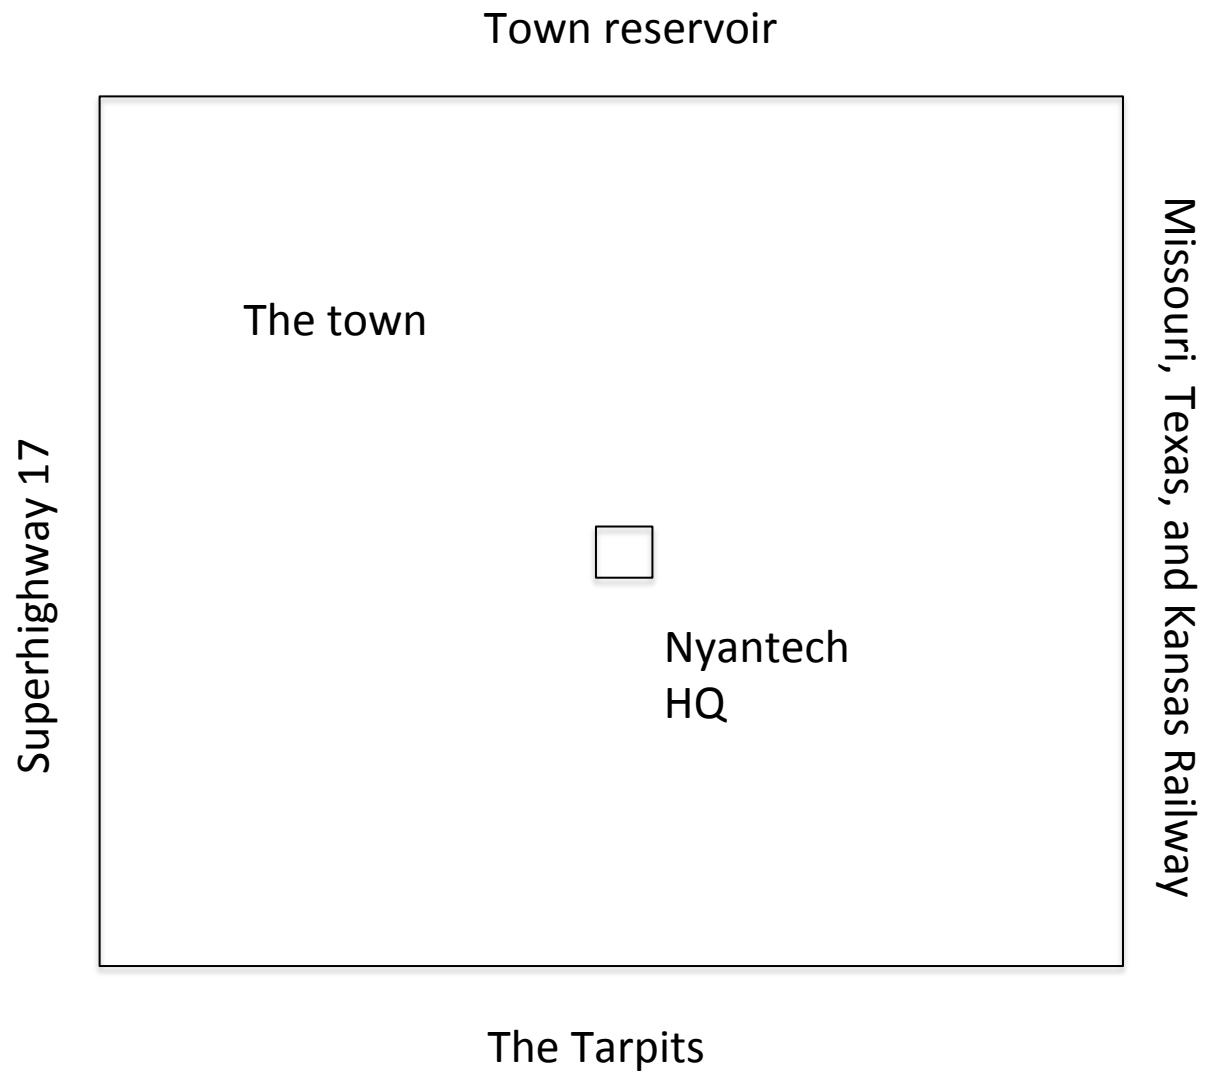 Town reservoir
The town
Superhighway 17
Missouri, Texas, and Kansas Railway
Nyantech
HQ
The Tarpits